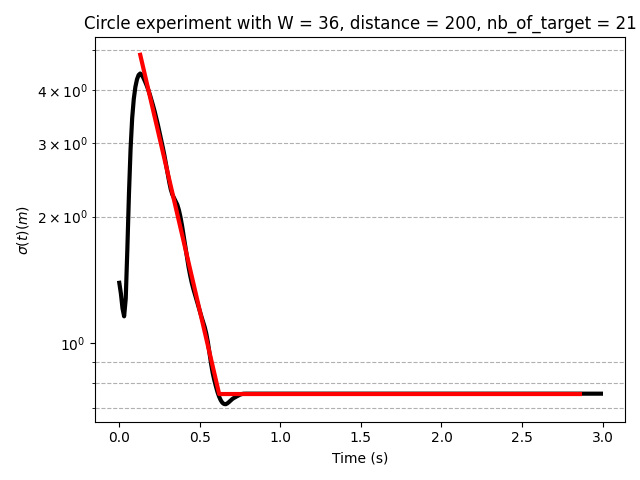 Circle experiment with W = 36, distance = 200, nb_of_target = 21
4 × 10⁰
3 × 10⁰
2 × 10⁰
10⁰
σ(t)(m)
0.0 0.5 1.0 1.5 2.0 2.5 3.0
Time (s)